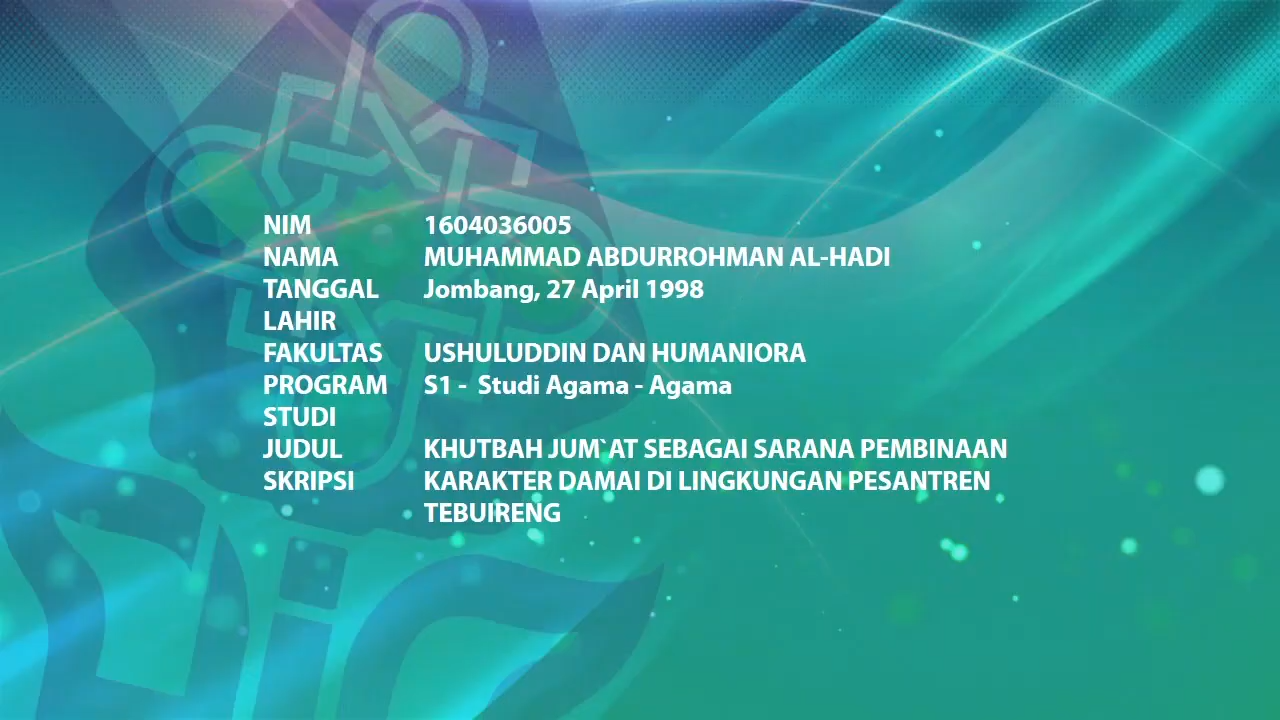 NIM 1604036005
NAMA MUHAMMAD ABDURROHMAN AL-HADI
TANGGAL Jombang, 27 April 1998
LAHIR
FAKULTAS USHULUDDIN DAN HUMANIORA
PROGRAM S1 - Studi Agama - Agama
STUDI
JUDUL KHUTBAH JUM`AT SEBAGAI SARANA PEMBINAAN
SKRIPSI KARAKTER DAMAI DI LINGKUNGAN PESANTREN
TEBUIRENG